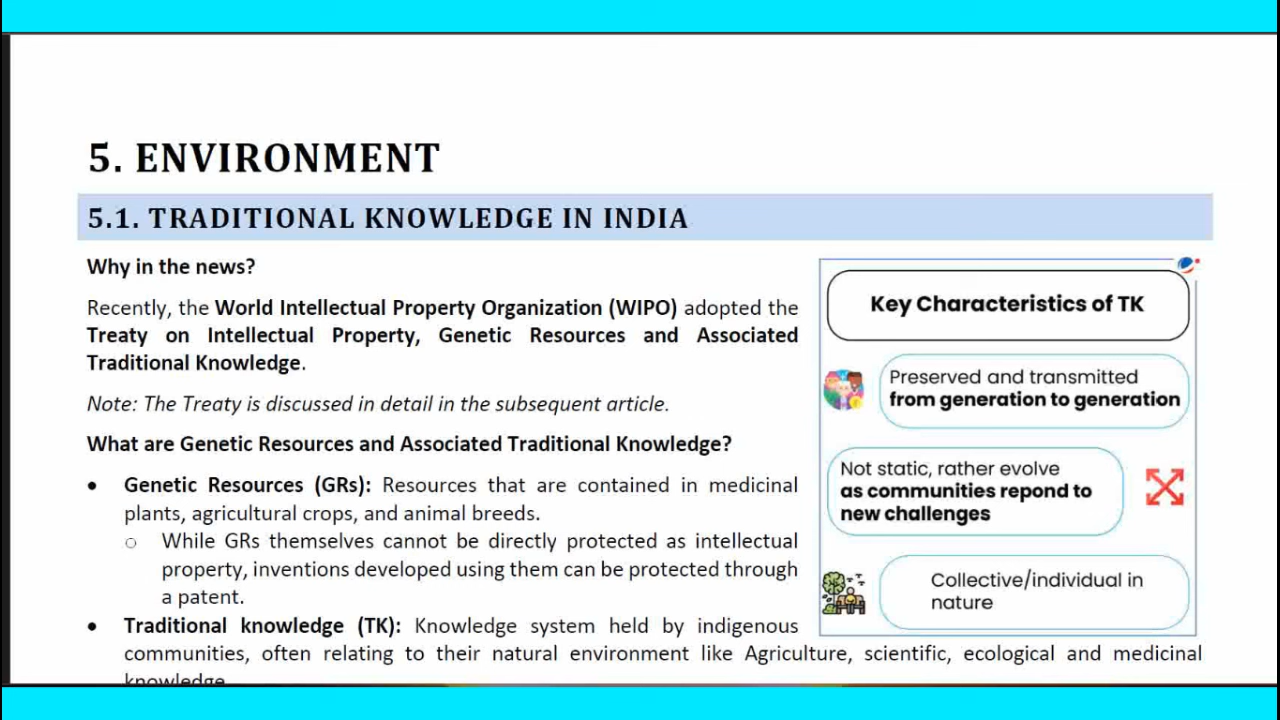 5. ENVIRONMENT
5.1. TRADITIONAL KNOWLEDGE IN INDIA
Why in the news?
Recently, the World Intellectual Property Organization (WIPO) adopted the
Treaty on Intellectual Property, Genetic Resources and Associated
Traditional Knowledge.
Note: The Treaty is discussed in detail in the subsequent article.
What are Genetic Resources and Associated Traditional Knowledge?
• Genetic Resources (GRs): Resources that are contained in medicinal
plants, agricultural crops, and animal breeds.
○ While GRs themselves cannot be directly protected as intellectual
property, inventions developed using them can be protected through
a patent.
• Traditional knowledge (TK): Knowledge system held by indigenous
communities, often relating to their natural environment like Agriculture, scientific, ecological and medicinal
knowledge.
Key Characteristics of TK
Preserved and transmitted
from generation to generation
Not static, rather evolve
as communities repond to
new challenges
Collective/individual in
nature